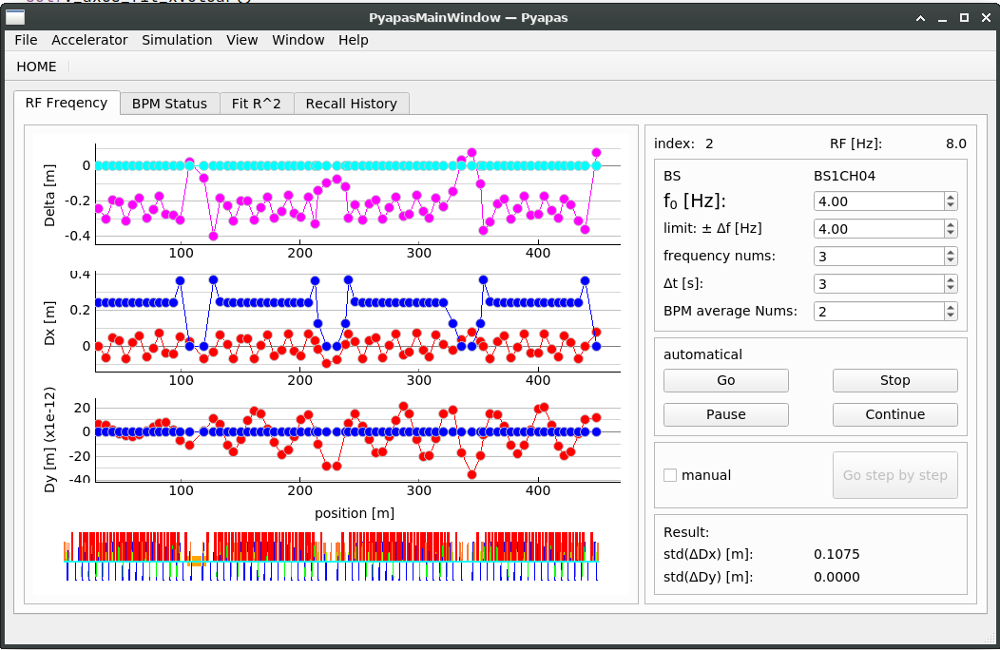 PyapasMainWindow — Pyapas
File Accelerator Simulation View Window Help
HOME
RF Freqency BPM Status Fit R^2 Recall History
index: 2 RF [Hz]: 8.0
BS BS1CH04
f₀ [Hz]: 4.00
limit: ± Δf [Hz] 4.00
frequency nums: 3
Δt [s]: 3
BPM average Nums: 2
automatical
Go Stop
Pause Continue
manual Go step by step
Result:
std(ΔDx) [m]: 0.1075
std(ΔDy) [m]: 0.0000
Delta [m]
0
-0.2
-0.4
100 200 300 400
Dx [m]
0.4
0.2
0
100 200 300 400
Dy [m] (x1e-12)
20
0
-20
-40
100 200 300 400
position [m]